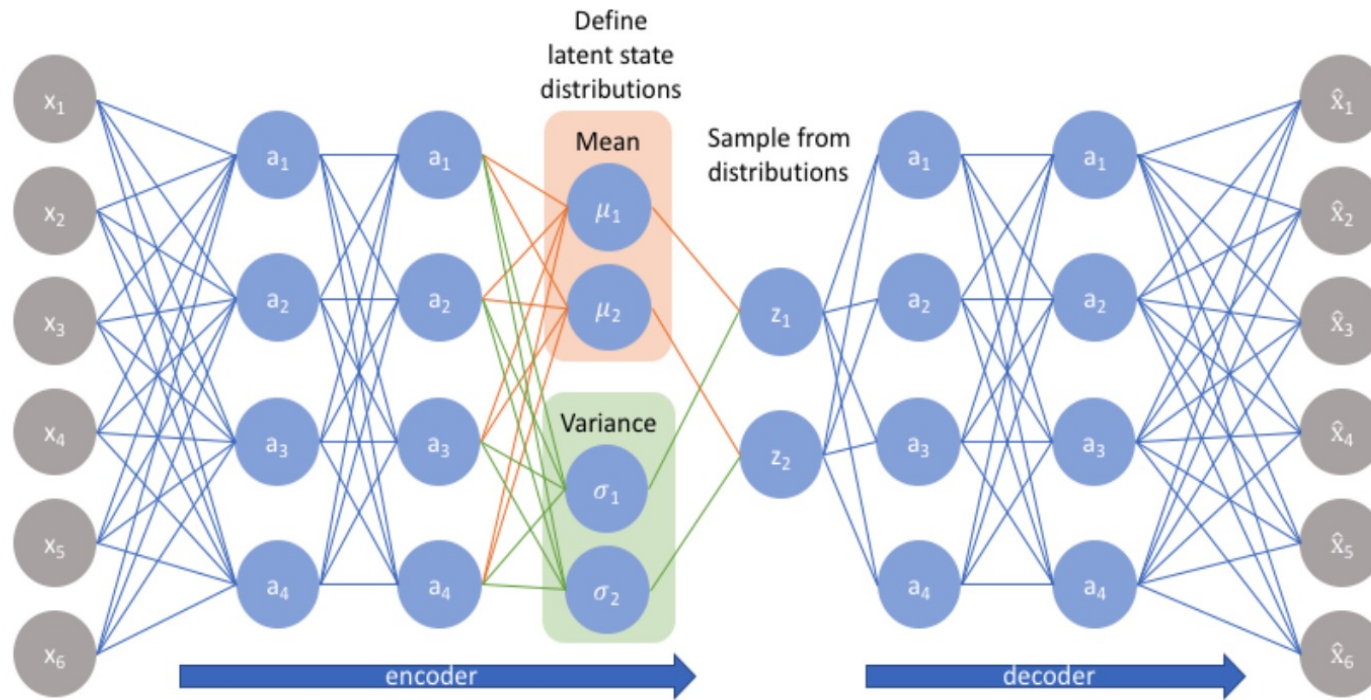 Define
latent state
distributions
Mean
Sample from
distributions
Variance
x₁
x₂
x₃
x₄
x₅
x₆
a₁
a₂
a₃
a₄
a₁
a₂
a₃
a₄
μ₁
μ₂
σ₁
σ₂
z₁
z₂
a₁
a₂
a₃
a₄
a₁
a₂
a₃
a₄
x̂₁
x̂₂
x̂₃
x̂₄
x̂₅
x̂₆
encoder
decoder